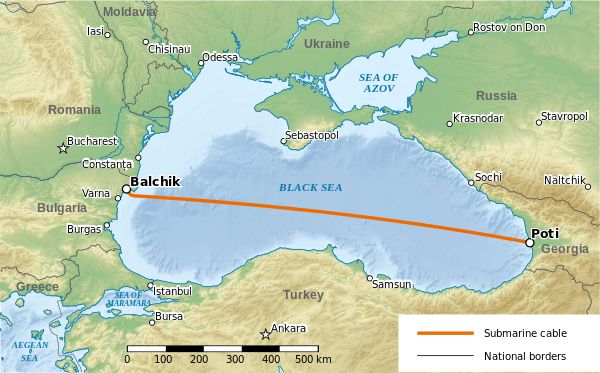 Moldavia
Iasi
Chisinau
Odessa
Ukraine
Rostov on Don
SEA OF
AZOV
Romania
Russia
Krasnodar
Stavropol
Bucharest
Sebastopol
Constanta
Balchik
Varna
BLACK SEA
Sochi
Naltchik
Bulgaria
Burgas
Poti
Georgia
Greece
Istanbul
SEA OF
MARAMARA
Turkey
Samsun
Bursa
Ankara
AEGEAN
SEA
0 100 200 300 400 500 km
Submarine cable
National borders